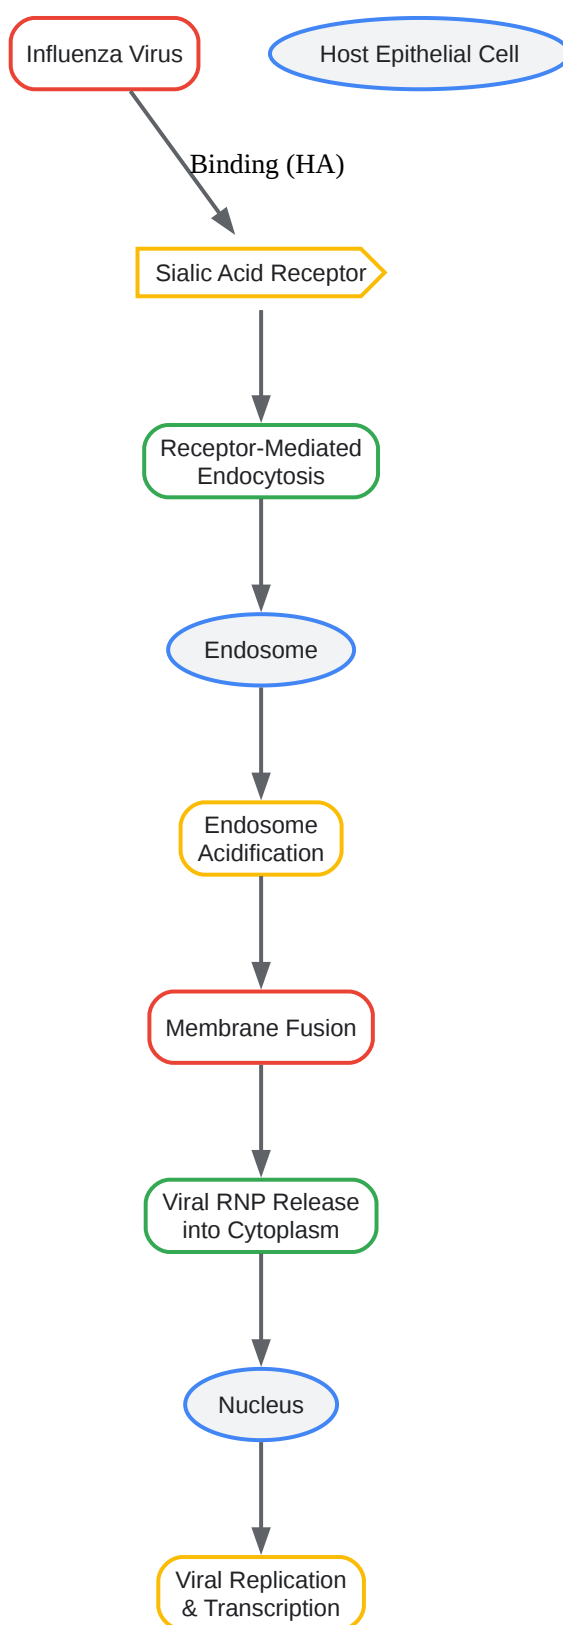 Influenza Virus
Host Epithelial Cell
Binding (HA)
Sialic Acid Receptor
Receptor-Mediated
Endocytosis
Endosome
Endosome
Acidification
Membrane Fusion
Viral RNP Release
into Cytoplasm
Nucleus
Viral Replication
& Transcription